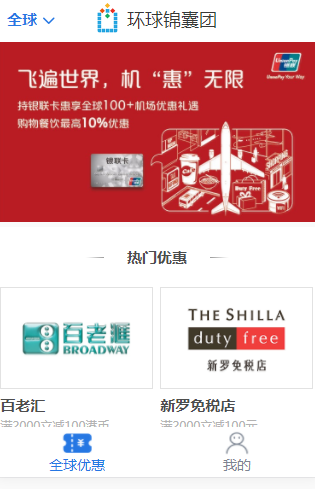 全球
环球锦囊团
飞遍世界，机“惠”无限
持银联卡惠享全球100+机场优惠礼遇
购物餐饮最高10%优惠
UnionPay
银联
UnionPay Your Way
银联卡
Duty Free
热门优惠
百老滙
BROADWAY
THE SHILLA
duty free
新罗免税店
百老汇
新罗免税店
满2000立减100港币
满3000立减100元
全球优惠
我的